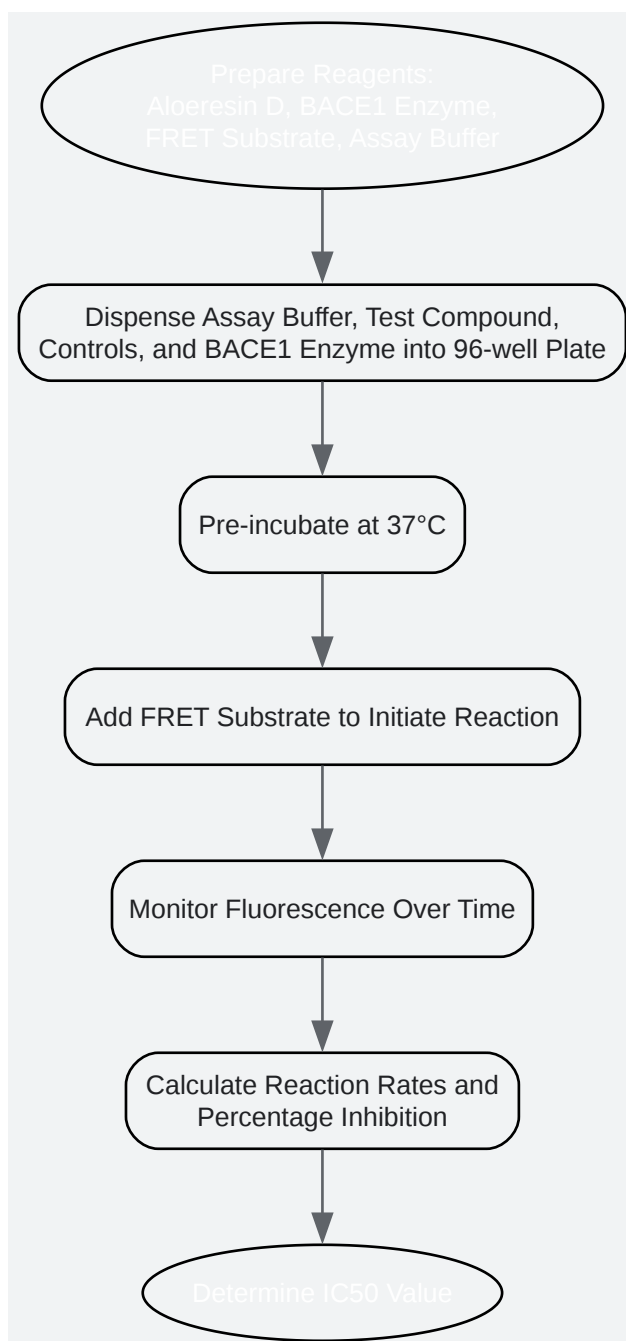 Prepare Reagents:
Aloeresin D, BACE1 Enzyme,
FRET Substrate, Assay Buffer
Dispense Assay Buffer, Test Compound,
Controls, and BACE1 Enzyme into 96-well Plate
Pre-incubate at 37°C
Add FRET Substrate to Initiate Reaction
Monitor Fluorescence Over Time
Calculate Reaction Rates and
Percentage Inhibition
Determine IC50 Value